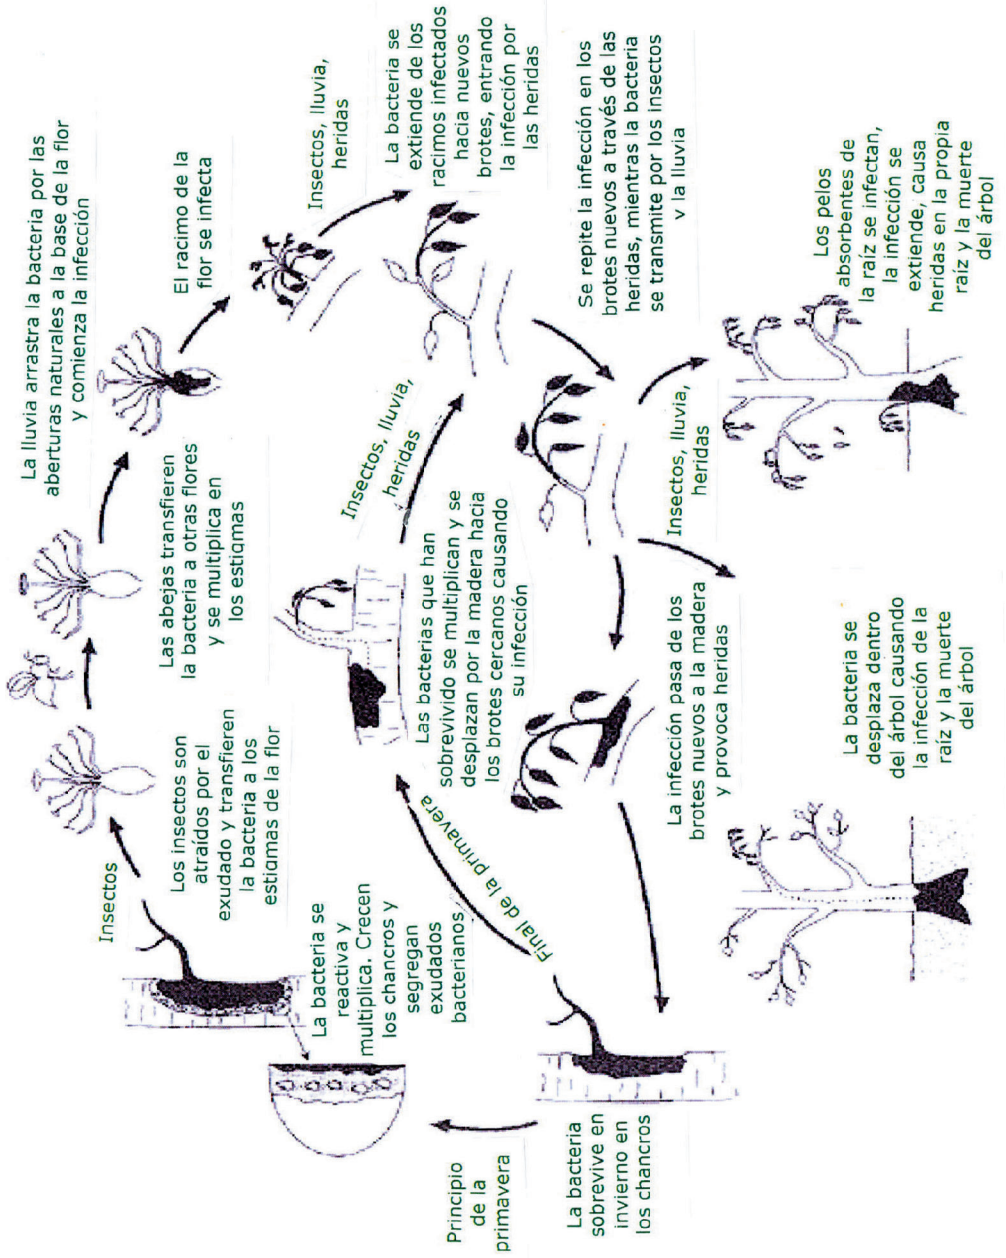 La bacteria
sobrevive en
invierno en
los chancros
Principio
de la
primavera
La bacteria se
reactiva y
multiplica. Crecen
los chancros y
segregan
exudados
bacterianos
Insectos
Los insectos son
atraídos por el
exudado y transfieren
la bacteria a los
estigmas de la flor
Las abejas transfieren
la bacteria a otras flores
y se multiplica en
los estigmas
La lluvia arrastra la bacteria por las
aberturas naturales a la base de la flor
y comienza la infección
El racimo de la
flor se infecta
Insectos, lluvia,
heridas
La bacteria se
extiende de los
racimos infectados
hacia nuevos
brotes, entrando
la infección por
las heridas
Final de la primavera
Las bacterias que han
sobrevivido se multiplican y se
desplazan por la madera hacia
los brotes cercanos causando
su infección
Insectos, lluvia,
heridas
Se repite la infección en los
brotes nuevos a través de las
heridas, mientras la bacteria
se transmite por los insectos
y la lluvia
La infección pasa de los
brotes nuevos a la madera
y provoca heridas
Insectos, lluvia,
heridas
La bacteria se
desplaza dentro
del árbol causando
la infección de la
raíz y la muerte
del árbol
Los pelos
absorbentes de
la raíz se infectan,
la infección se
extiende, causa
heridas en la propia
raíz y la muerte
del árbol